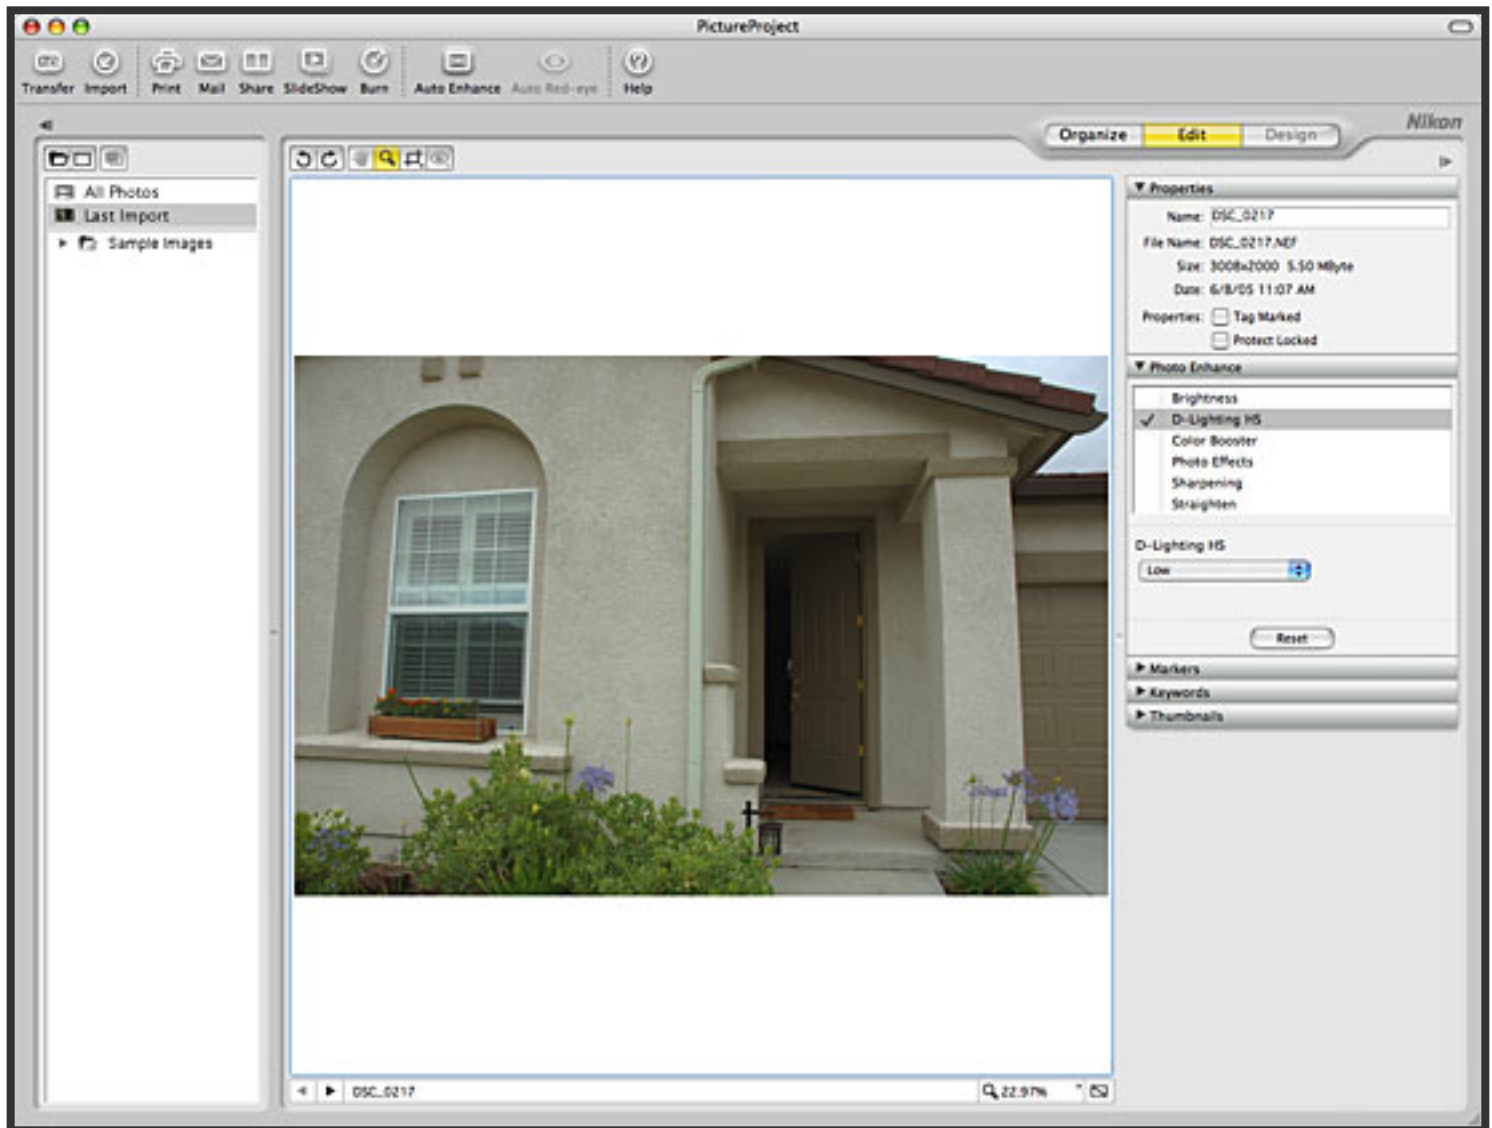 PictureProject
Transfer Import Print Mail Share SlideShow Burn Auto Enhance Auto Red-eye Help
Nikon
Organize Edit Design
All Photos
Last Import
Sample Images
Properties
Name: DSC_0217
File Name: DSC_0217.NEF
Size: 3008x2000 5.50 MByte
Date: 6/8/05 11:07 AM
Properties: Tag Marked
Protect Locked
Photo Enhance
Brightness
D-Lighting HS
Color Booster
Photo Effects
Sharpening
Straighten
D-Lighting HS
Low
Reset
Markers
Keywords
Thumbnails
DSC_0217 22.97%